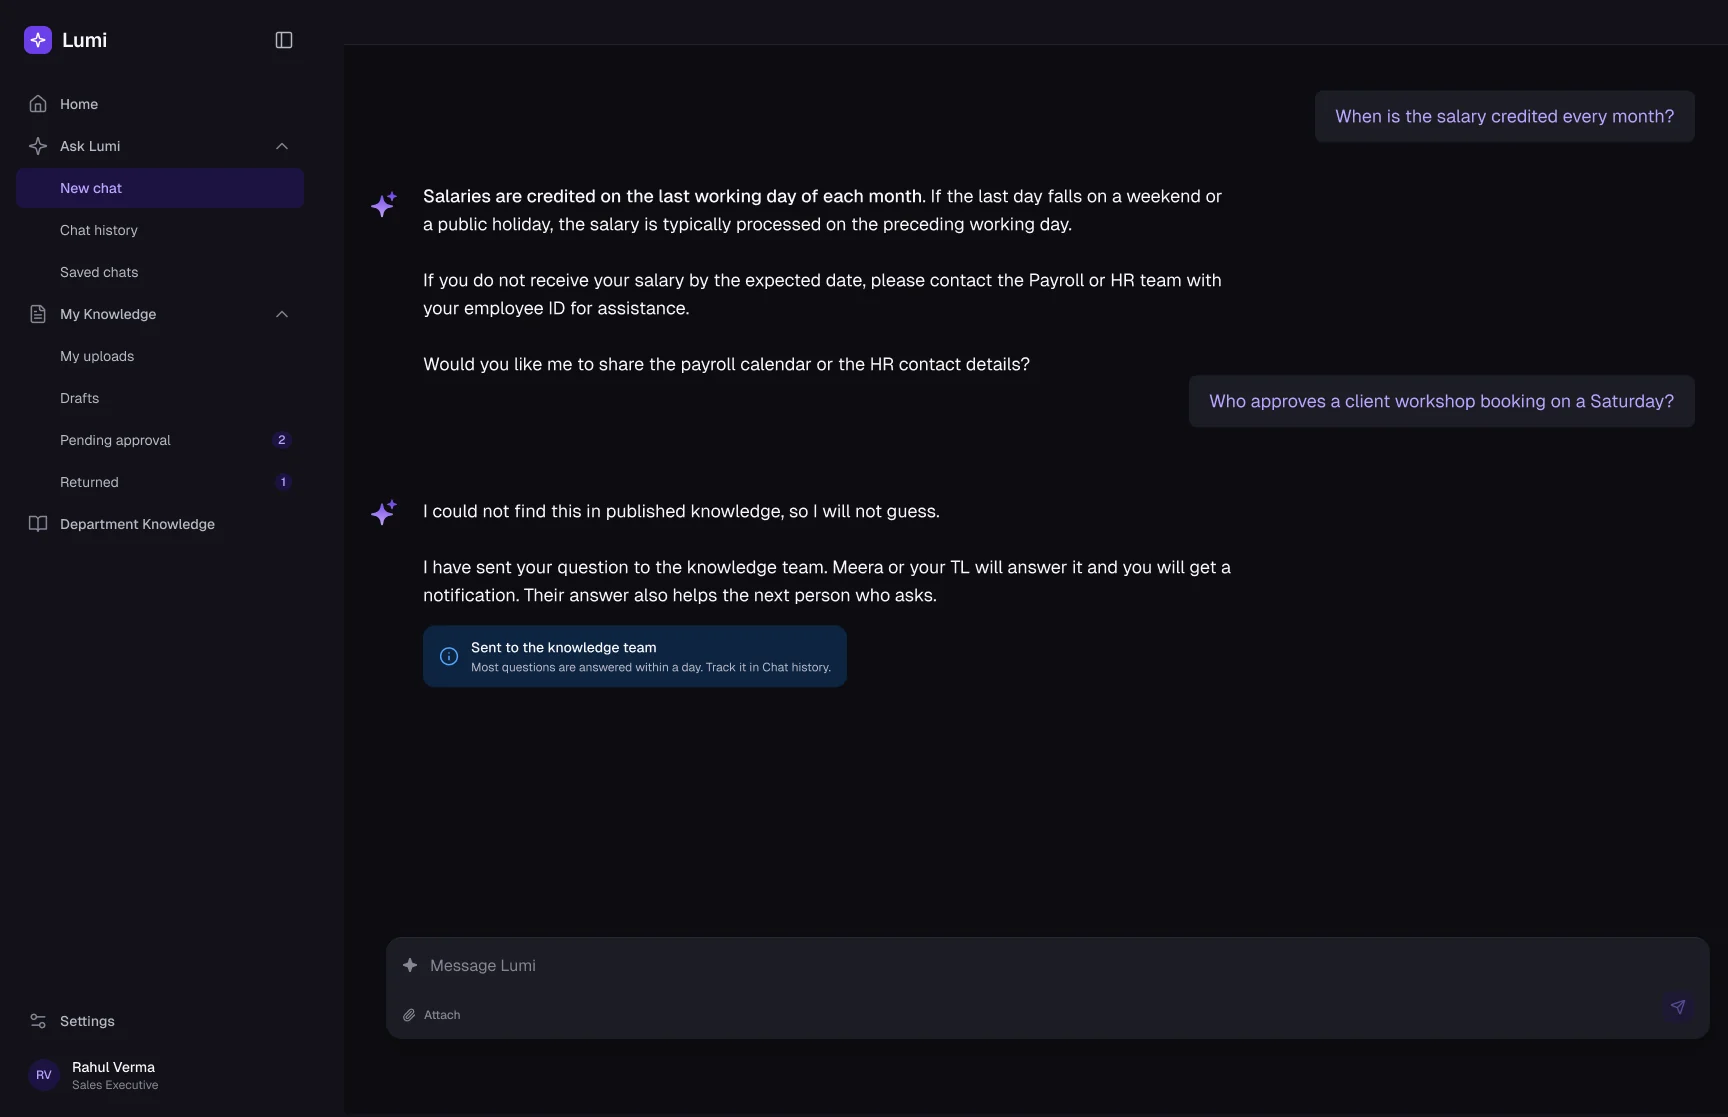 Lumi
Home
Ask Lumi
New chat
Chat history
Saved chats
My Knowledge
My uploads
Drafts
Pending approval 2
Returned 1
Department Knowledge
Settings
RV
Rahul Verma
Sales Executive
When is the salary credited every month?
Salaries are credited on the last working day of each month. If the last day falls on a weekend or
a public holiday, the salary is typically processed on the preceding working day.
If you do not receive your salary by the expected date, please contact the Payroll or HR team with
your employee ID for assistance.
Would you like me to share the payroll calendar or the HR contact details?
Who approves a client workshop booking on a Saturday?
I could not find this in published knowledge, so I will not guess.
I have sent your question to the knowledge team. Meera or your TL will answer it and you will get a
notification. Their answer also helps the next person who asks.
Sent to the knowledge team
Most questions are answered within a day. Track it in Chat history.
Message Lumi
Attach